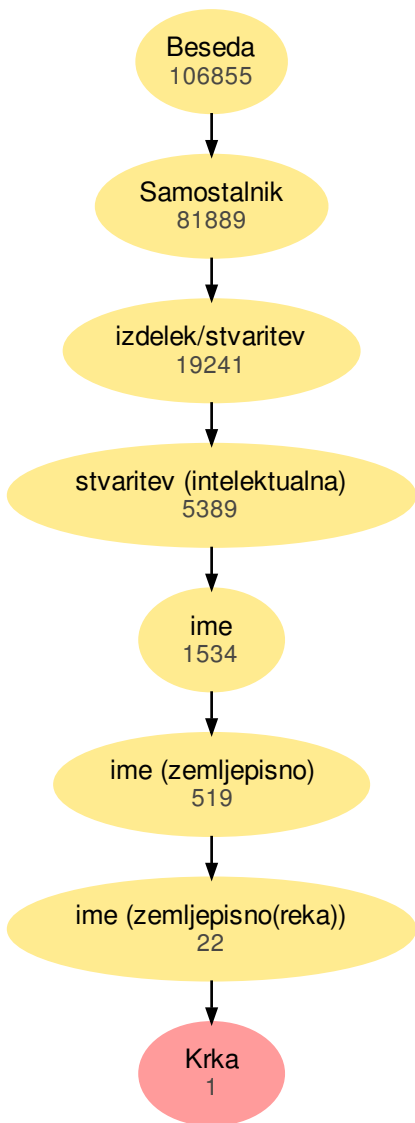 Beseda
106855
Samostalnik
81889
izdelek/stvaritev
19241
stvaritev (intelektualna)
5389
ime
1534
ime (zemljepisno)
519
ime (zemljepisno(reka))
22
Krka
1